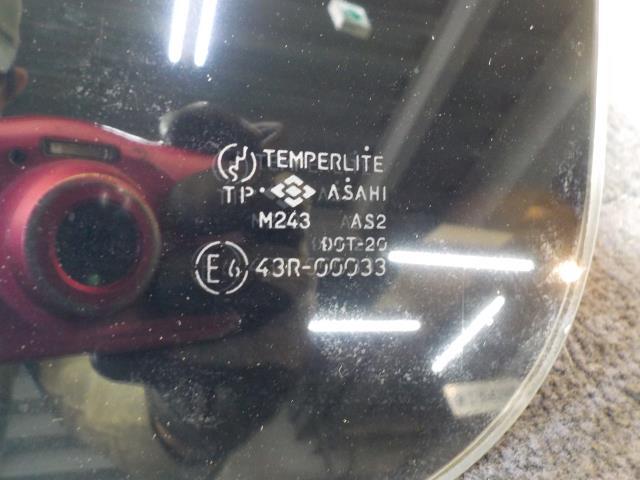 TEMPERLITE
TP· ASAHI
M243 AS2
DOT-20
E6 43R-00033